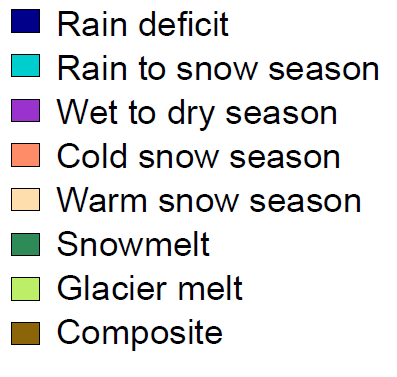 Rain deficit
Rain to snow season
Wet to dry season
Cold snow season
Warm snow season
Snowmelt
Glacier melt
Composite